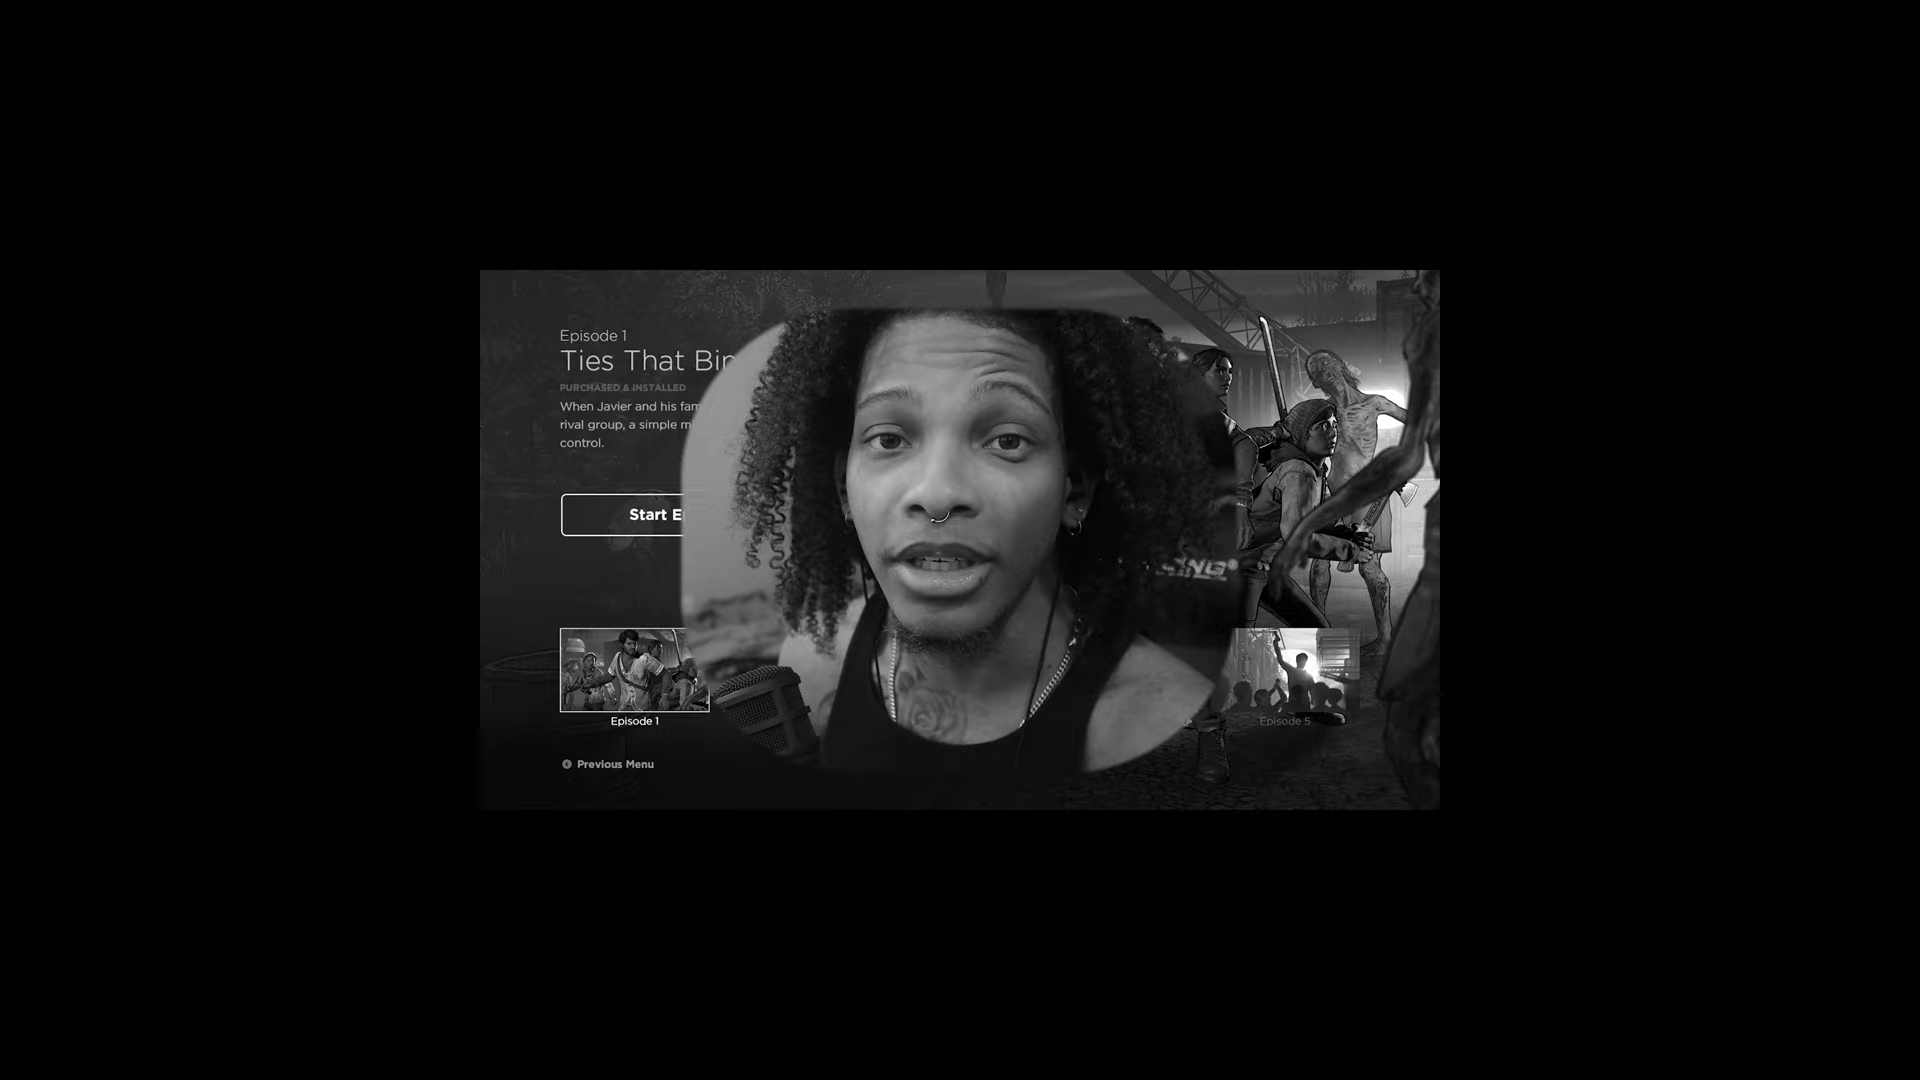 Episode 1
Ties That Bin
PURCHASED & INSTALLED
When Javier and his fam
rival group, a simple m
control.
Start E
Episode 1
Episode 5
Previous Menu